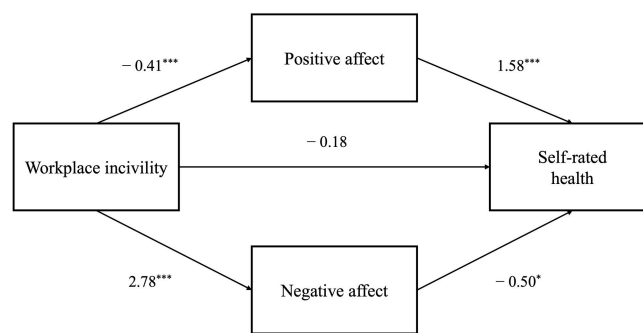 Positive affect
− 0.41***
1.58***
Workplace incivility
− 0.18
Self-rated
health
2.78***
Negative affect
− 0.50*